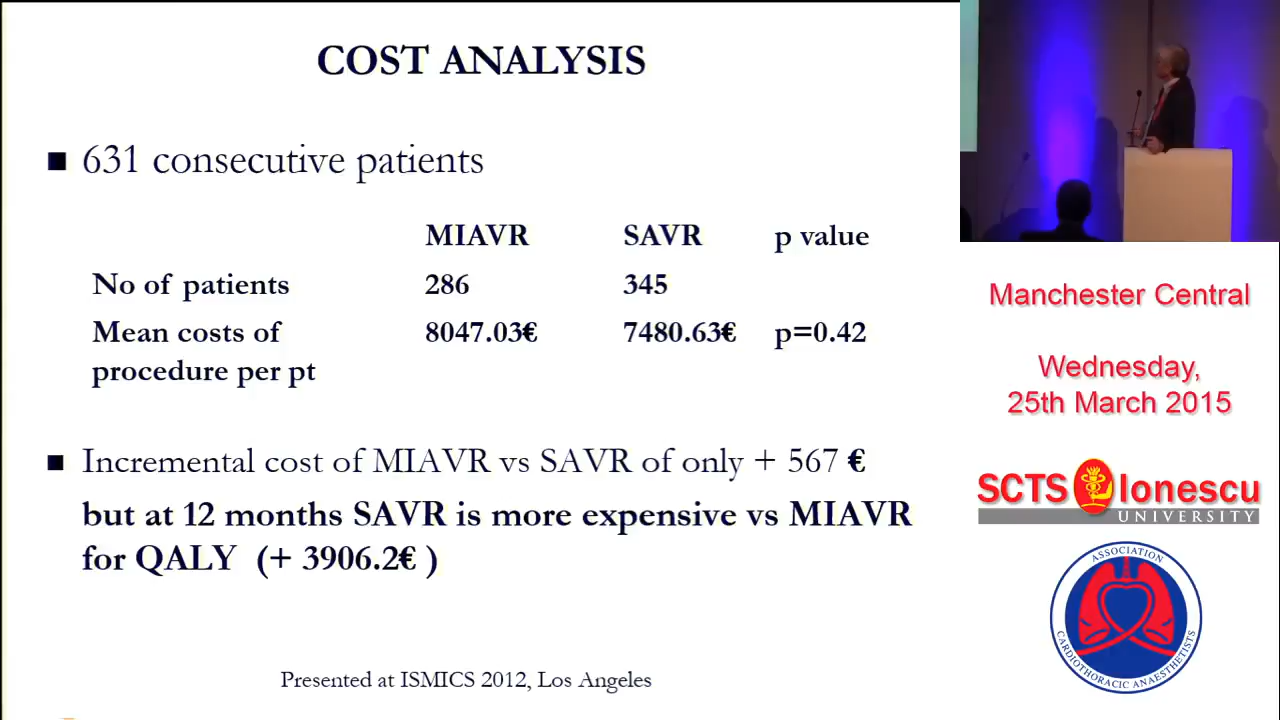 COST ANALYSIS
■ 631 consecutive patients
MIAVR SAVR p value
No of patients 286 345
Mean costs of 8047.03€ 7480.63€ p=0.42
procedure per pt
■ Incremental cost of MIAVR vs SAVR of only + 567 €
but at 12 months SAVR is more expensive vs MIAVR
for QALY (+ 3906.2€ )
Presented at ISMICS 2012, Los Angeles
Manchester Central
Wednesday,
25th March 2015
SCTS Ionescu
UNIVERSITY
ASSOCIATION
CARDIOTHORACIC ANAESTHETISTS